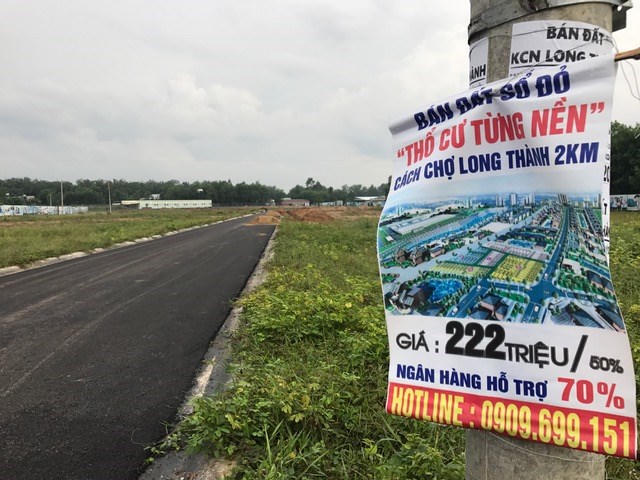 BÁN ĐẤT
KCN LONG
BÁN ĐẤT SỔ ĐỎ
"THỔ CƯ TỪNG NỀN"
CÁCH CHỢ LONG THÀNH 2KM
GIÁ : 222 TRIỆU/50%
NGÂN HÀNG HỖ TRỢ 70%
HOTLINE : 0909.699.151